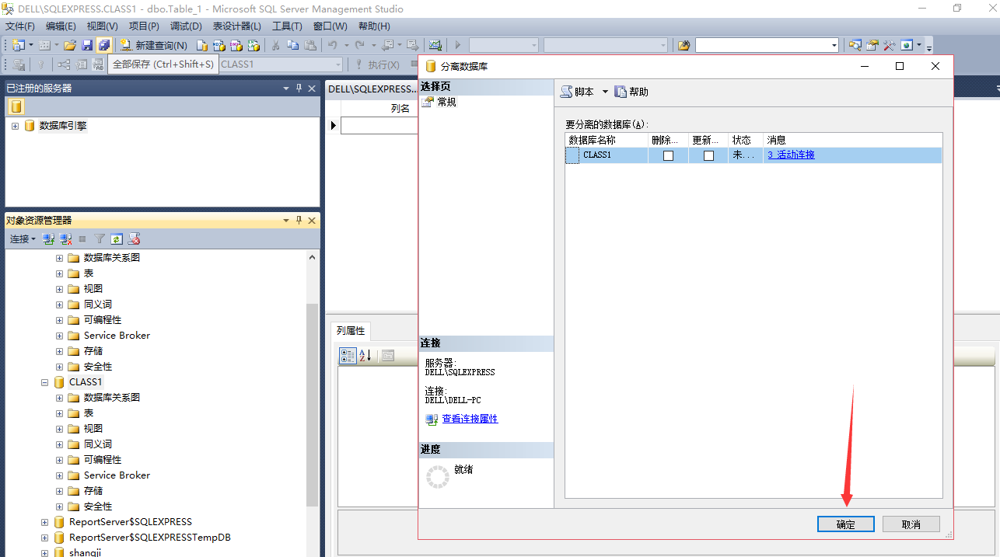 DELL\SQLEXPRESS.CLASS1 - dbo.Table_1 - Microsoft SQL Server Management Studio
文件(F) 编辑(E) 视图(V) 项目(P) 调试(D) 表设计器(L) 工具(T) 窗口(W) 帮助(H)
新建查询(N)
全部保存 (Ctrl+Shift+S) CLASS1 执行(X)
已注册的服务器
数据库引擎
对象资源管理器
连接
数据库关系图
表
视图
同义词
可编程性
Service Broker
存储
安全性
CLASS1
数据库关系图
表
视图
同义词
可编程性
Service Broker
存储
安全性
ReportServer$SQLEXPRESS
ReportServer$SQLEXPRESSTempDB
shangji
DELL\SQLEXPRESS...
列名
列属性
分离数据库
选择页
常规
连接
服务器:
DELL\SQLEXPRESS
连接:
DELL\DELL-PC
查看连接属性
进度
就绪
脚本 帮助
要分离的数据库(A):
数据库名称 删除... 更新... 状态 消息
CLASS1 未... 3 活动连接
确定 取消